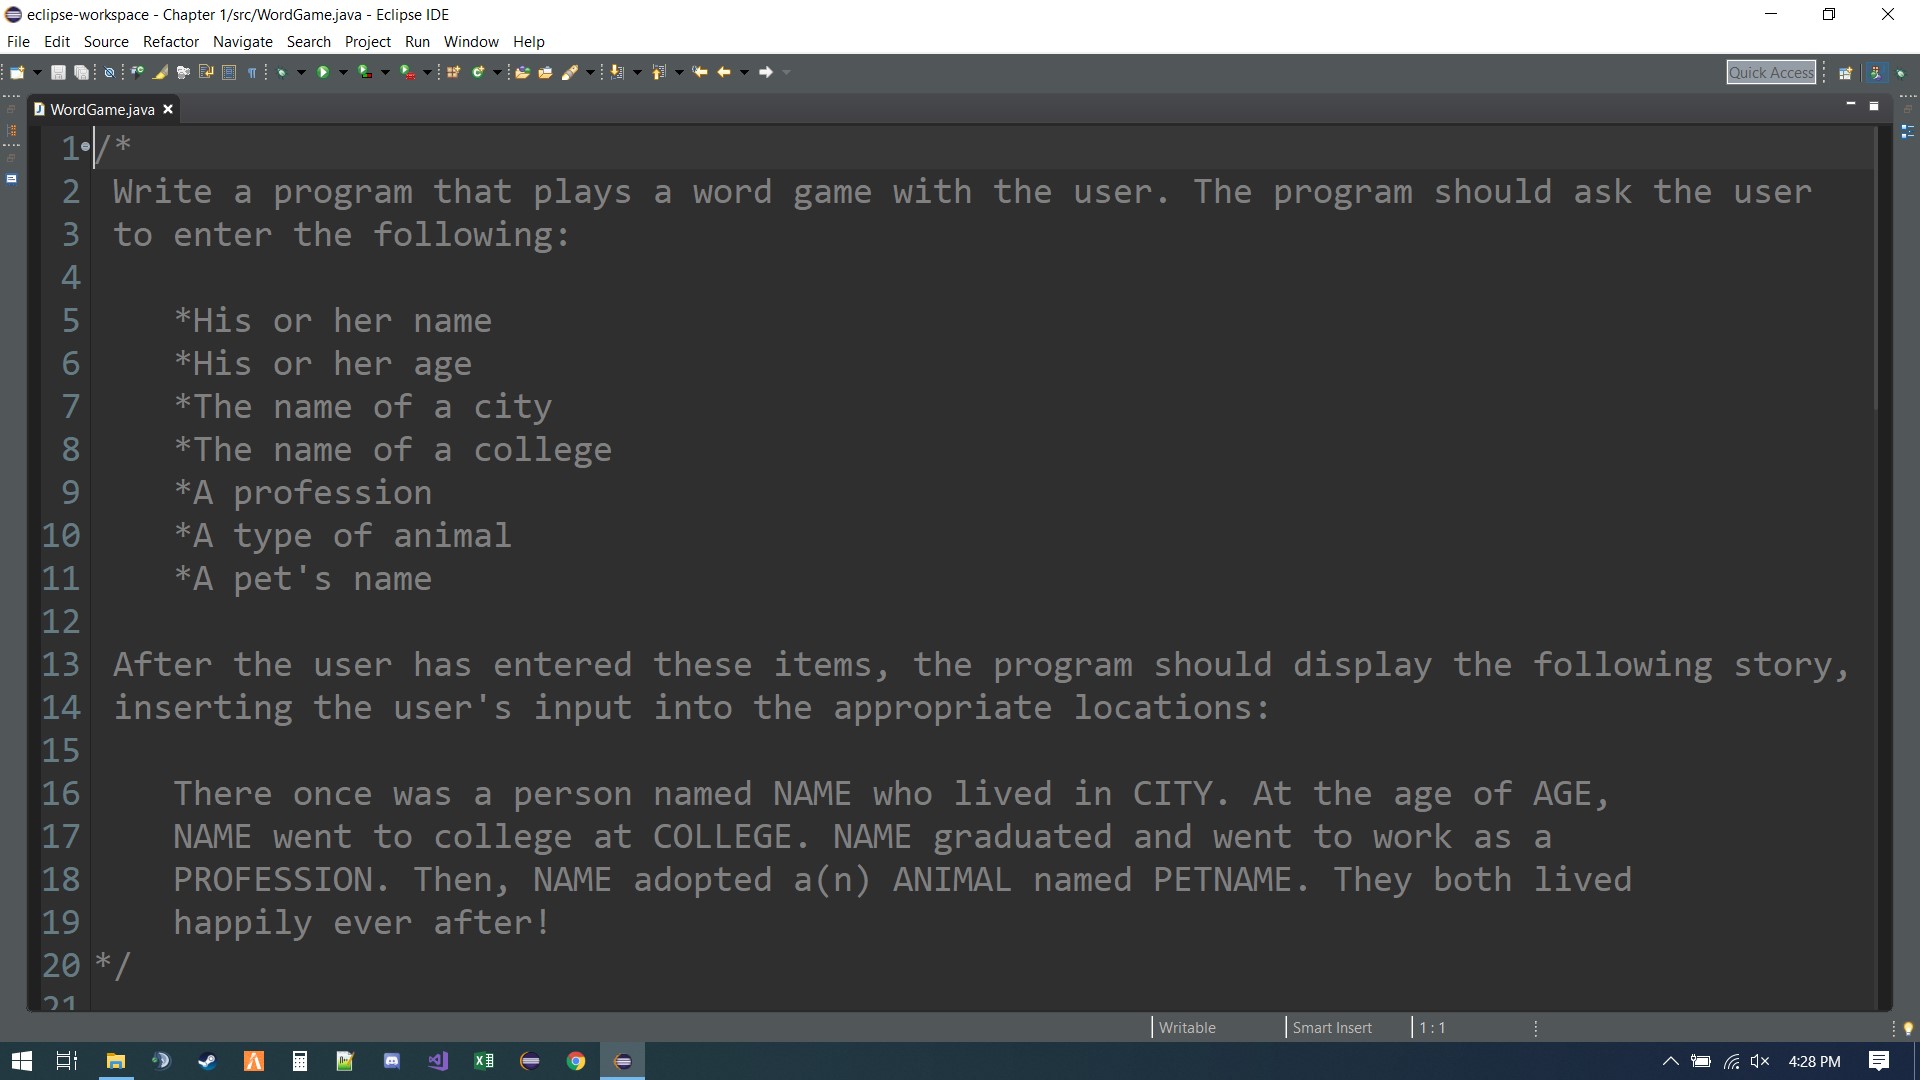 eclipse-workspace - Chapter 1/src/WordGame.java - Eclipse IDE
File Edit Source Refactor Navigate Search Project Run Window Help
Quick Access
WordGame.java
1 /*
2 Write a program that plays a word game with the user. The program should ask the user
3 to enter the following:
4
5 *His or her name
6 *His or her age
7 *The name of a city
8 *The name of a college
9 *A profession
10 *A type of animal
11 *A pet's name
12
13 After the user has entered these items, the program should display the following story,
14 inserting the user's input into the appropriate locations:
15
16 There once was a person named NAME who lived in CITY. At the age of AGE,
17 NAME went to college at COLLEGE. NAME graduated and went to work as a
18 PROFESSION. Then, NAME adopted a(n) ANIMAL named PETNAME. They both lived
19 happily ever after!
20 */
21
Writable Smart Insert 1 : 1
4:28 PM